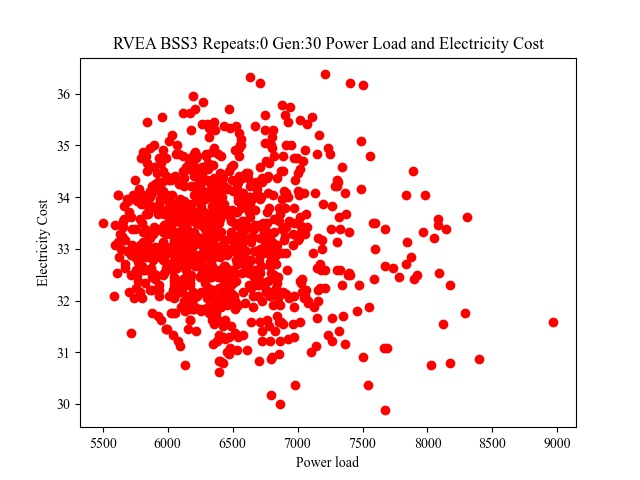 RVEA BSS3 Repeats:0 Gen:30 Power Load and Electricity Cost
36
35
34
33
32
31
30
Electricity Cost
5500 6000 6500 7000 7500 8000 8500 9000
Power load